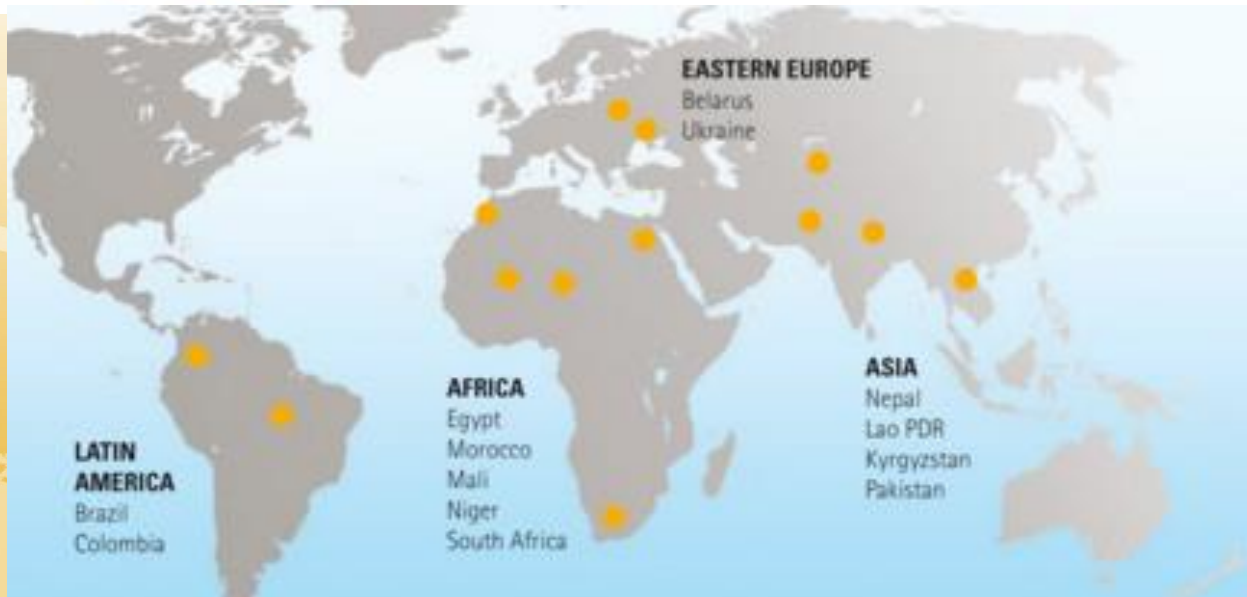 EASTERN EUROPE
Belarus
Ukraine
LATIN
AMERICA
Brazil
Colombia
AFRICA
Egypt
Morocco
Mali
Niger
South Africa
ASIA
Nepal
Lao PDR
Kyrgyzstan
Pakistan